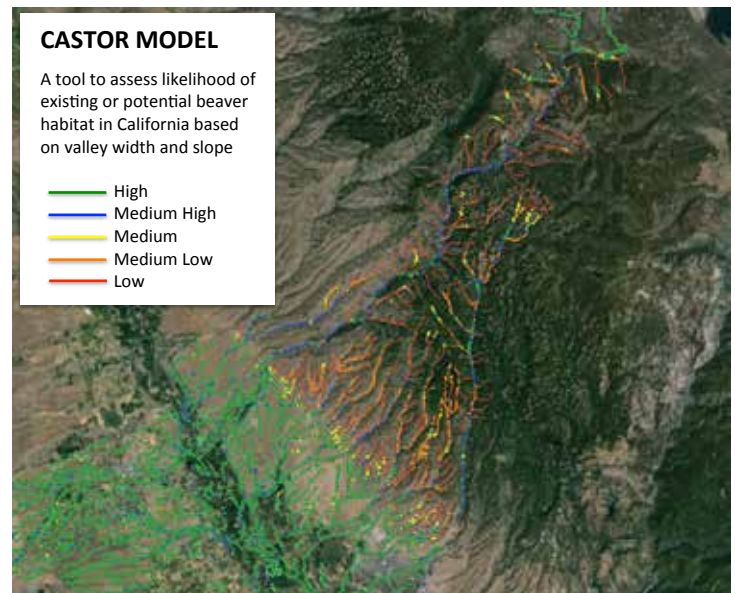 CASTOR MODEL
A tool to assess likelihood of
existing or potential beaver
habitat in California based
on valley width and slope
High
Medium High
Medium
Medium Low
Low